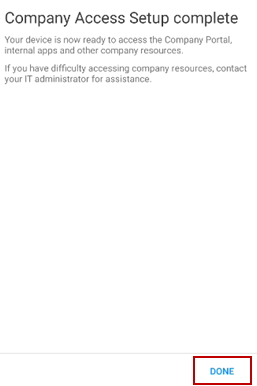 Company Access Setup complete
Your device is now ready to access the Company Portal,
internal apps and other company resources.
If you have difficulty accessing company resources, contact
your IT administrator for assistance.
DONE